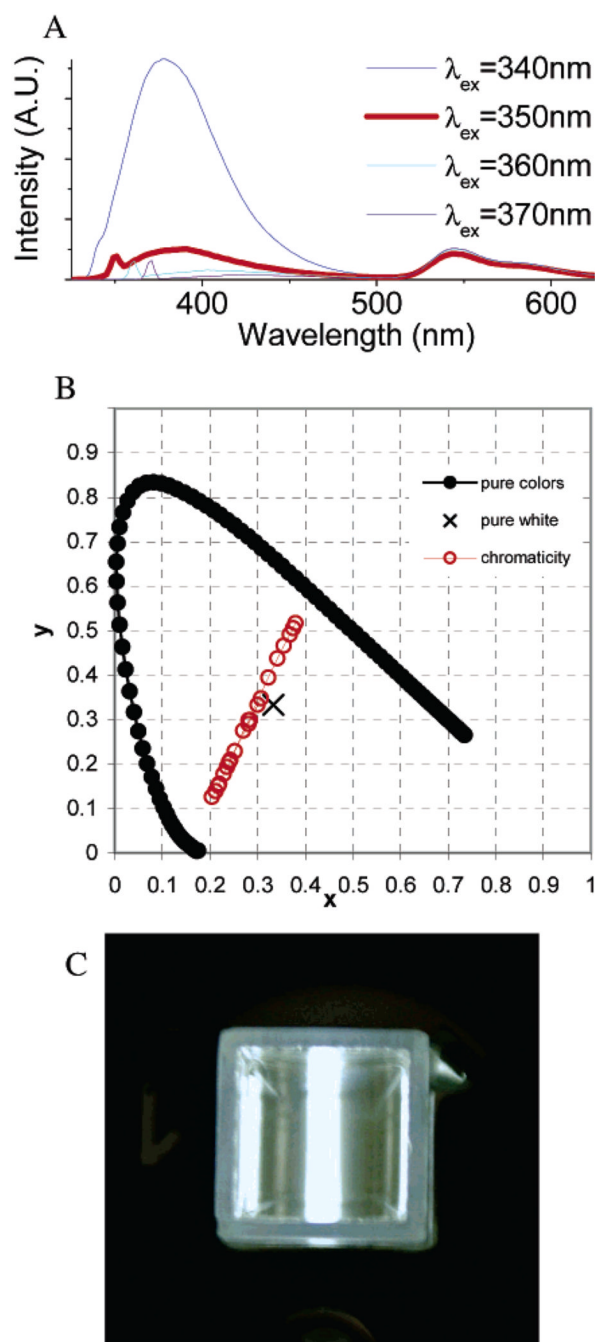 A
Intensity (A.U.)
λex=340nm
λex=350nm
λex=360nm
λex=370nm
400
500
600
Wavelength (nm)
B
y
0.9
0.8
0.7
0.6
0.5
0.4
0.3
0.2
0.1
0
pure colors
pure white
chromaticity
0 0.1 0.2 0.3 0.4 0.5 0.6 0.7 0.8 0.9 1
x
C